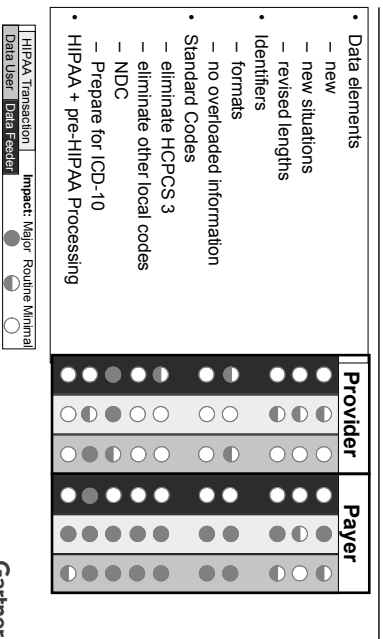 Provider
Payer
• Data elements
– new
– new situations
– revised lengths
• Identifiers
– formats
– no overloaded information
• Standard Codes
– eliminate HCPCS 3
– eliminate other local codes
– NDC
– Prepare for ICD-10
• HIPAA + pre-HIPAA Processing
HIPAA Transaction
Data User Data Feeder
Impact: Major Routine Minimal
Gartner